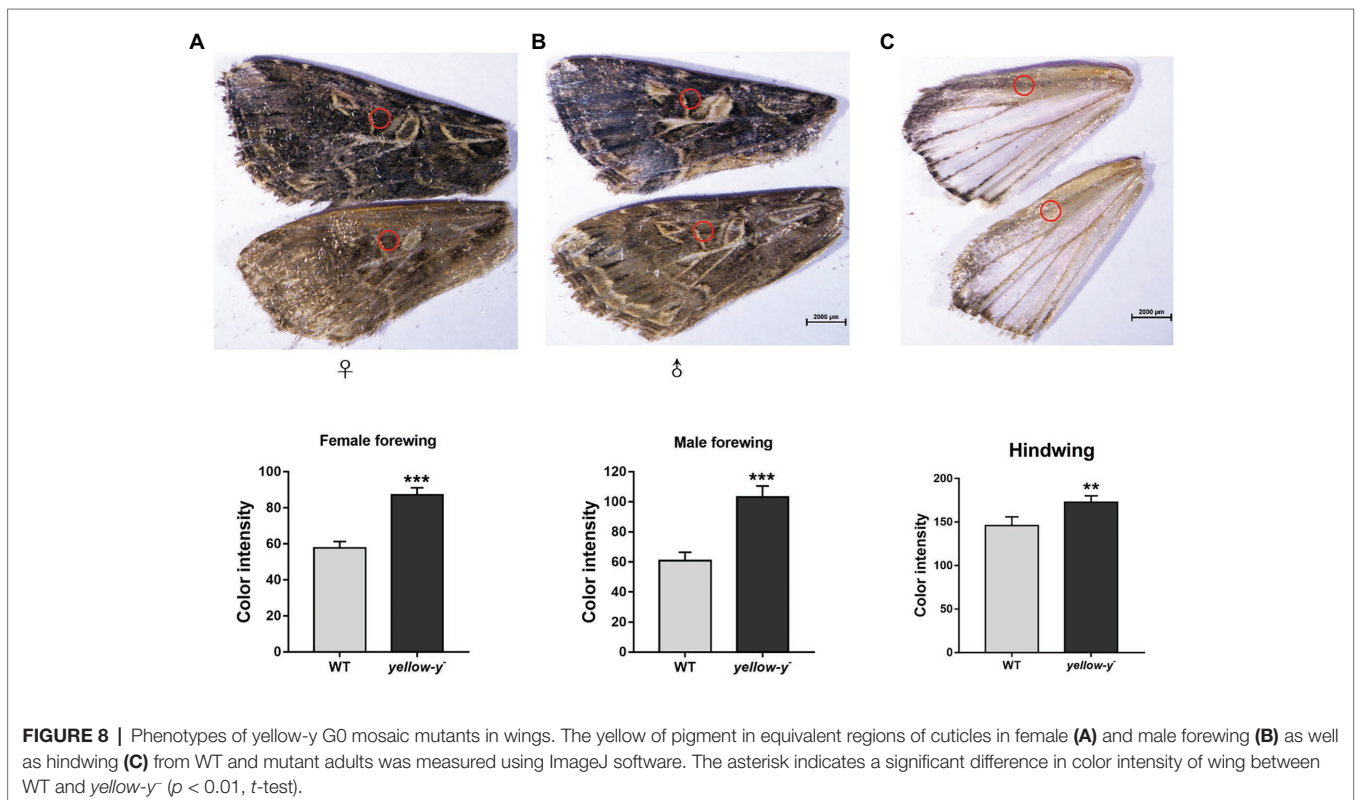 A
B
C
2000 µm
2000 µm
♀
♂
Female forewing
Color intensity
100
80
60
40
20
0
***
WT
yellow-y⁻
Male forewing
Color intensity
120
100
80
60
40
20
0
***
WT
yellow-y⁻
Hindwing
Color intensity
200
150
100
50
0
**
WT
yellow-y⁻
FIGURE 8 | Phenotypes of yellow-y G0 mosaic mutants in wings. The yellow of pigment in equivalent regions of cuticles in female (A) and male forewing (B) as well
as hindwing (C) from WT and mutant adults was measured using ImageJ software. The asterisk indicates a significant difference in color intensity of wing between
WT and yellow-y⁻ (p < 0.01, t-test).